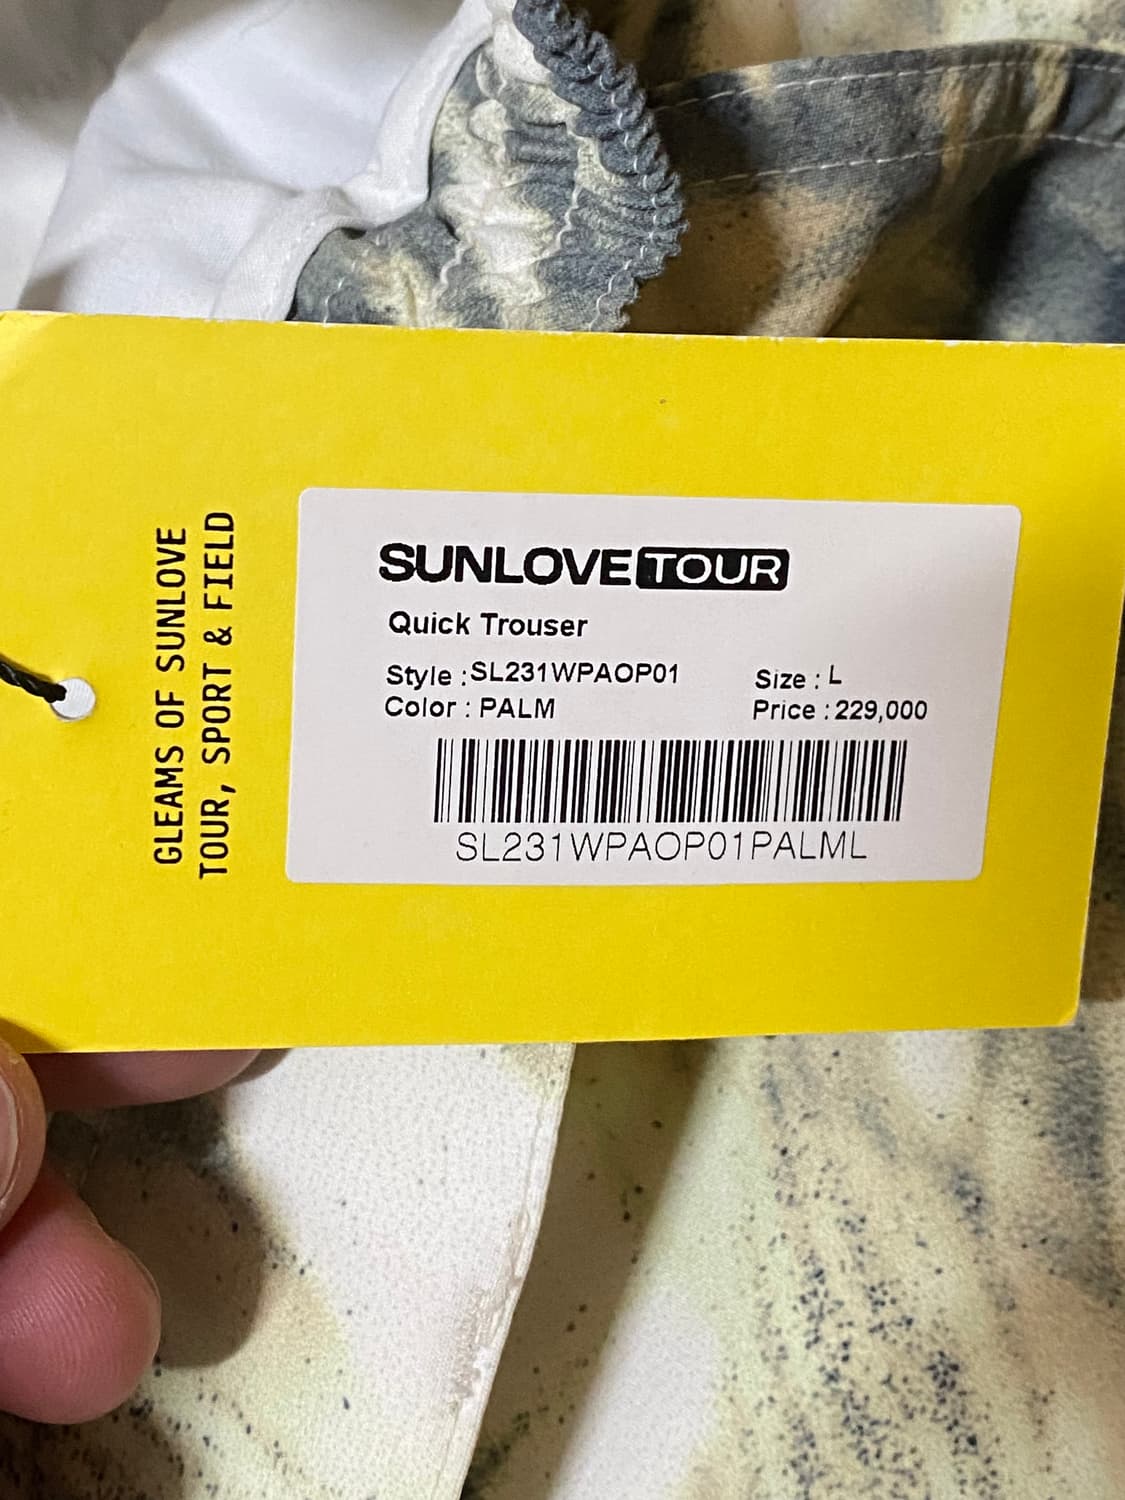 GLEAMS OF SUNLOVE
TOUR, SPORT & FIELD
SUNLOVE TOUR
Quick Trouser
Style : SL231WPAOP01
Size : L
Color : PALM
Price : 229,000
SL231WPAOP01PALML